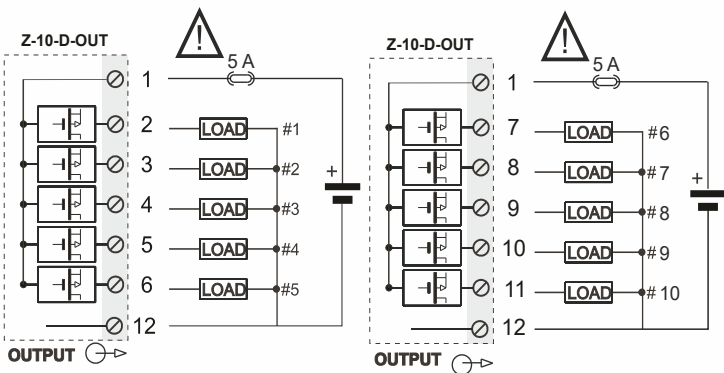 Z-10-D-OUT
!
5 A
1
2 LOAD #1
3 LOAD #2
4 LOAD #3
5 LOAD #4
6 LOAD #5
+
12
OUTPUT
Z-10-D-OUT
!
5 A
1
7 LOAD #6
8 LOAD #7
9 LOAD #8
10 LOAD #9
11 LOAD # 10
+
12
OUTPUT